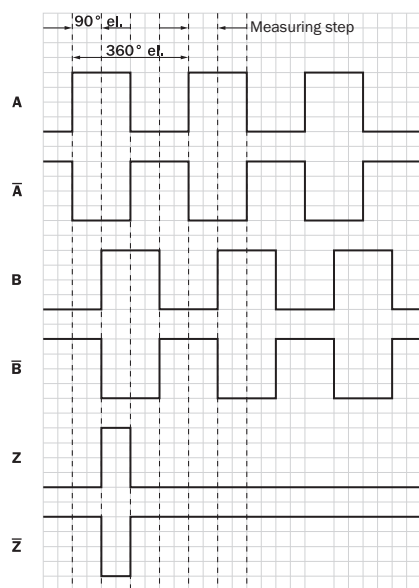 90° el.
Measuring step
360° el.
A
A̅
B
B̅
Z
Z̅